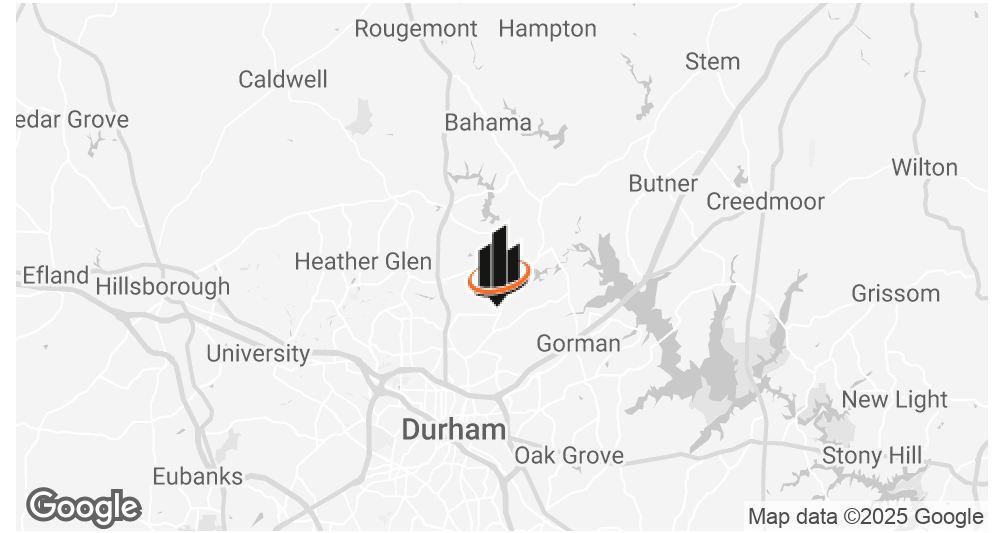 Rougemont
Hampton
Stem
Caldwell
edar Grove
Bahama
Wilton
Butner
Creedmoor
Heather Glen
Efland
Hillsborough
Grissom
Gorman
University
New Light
Durham
Oak Grove
Stony Hill
Eubanks
Google
Map data ©2025 Google